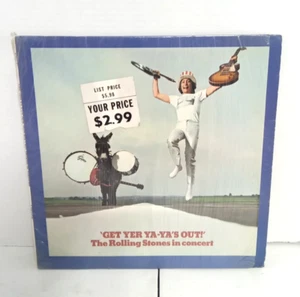 LIST PRICE
$5.98
YOUR PRICE
$2.99
'GET YER YA-YA'S OUT!'
The Rolling Stones in concert